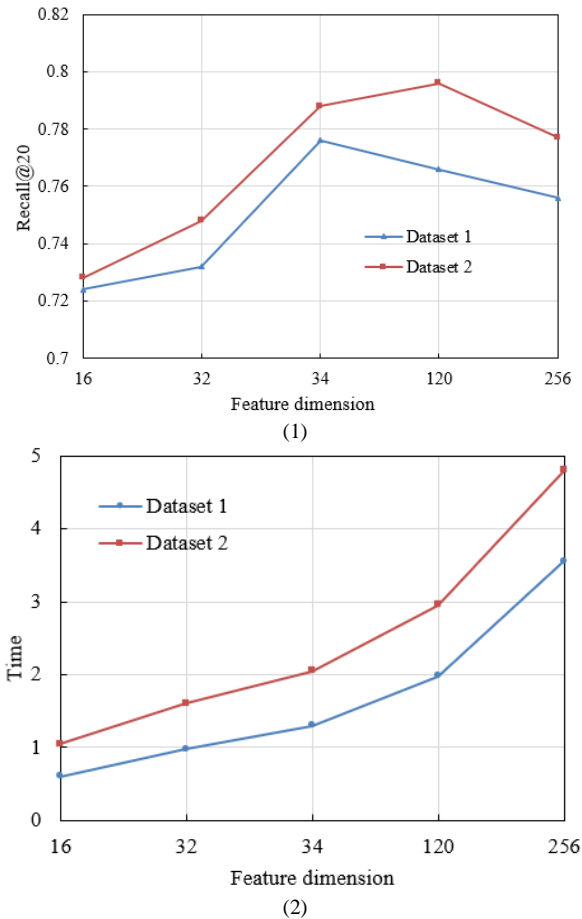 0.82
0.8
0.78
0.76
0.74
0.72
0.7
Recall@20
Dataset 1
Dataset 2
16 32 34 120 256
Feature dimension
(1)
5
4
3
2
1
0
Time
Dataset 1
Dataset 2
16 32 34 120 256
Feature dimension
(2)